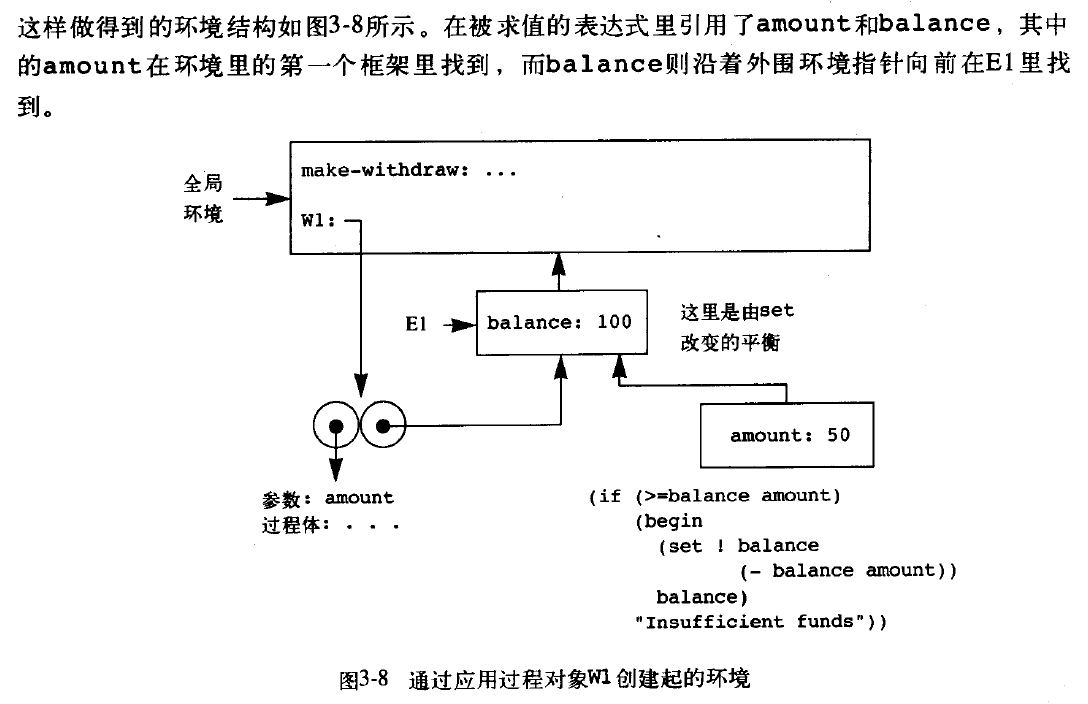 这样做得到的环境结构如图3-8所示。在被求值的表达式里引用了amount和balance，其中
的amount在环境里的第一个框架里找到，而balance则沿着外围环境指针向前在E1里找
到。
make-withdraw: ...
全局
环境
W1:
E1
balance: 100
这里是由set
改变的平衡
amount: 50
参数: amount
过程体: . . .
(if (>=balance amount)
(begin
(set ! balance
(- balance amount))
balance)
"Insufficient funds"))
图3-8 通过应用过程对象W1创建起的环境